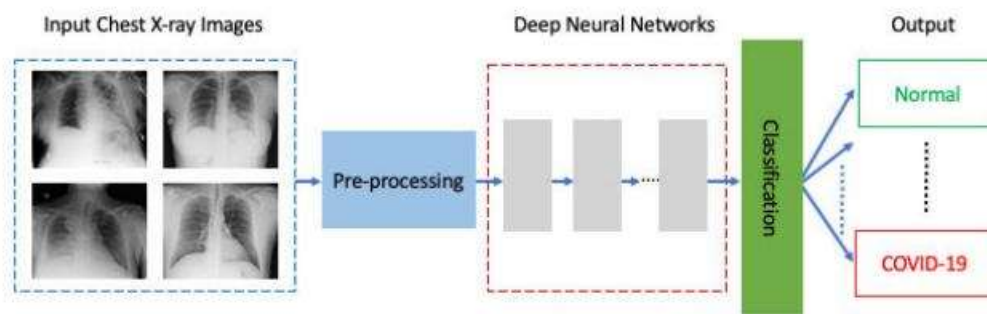 Input Chest X-ray Images
Deep Neural Networks
Output
Pre-processing
Classification
Normal
COVID-19